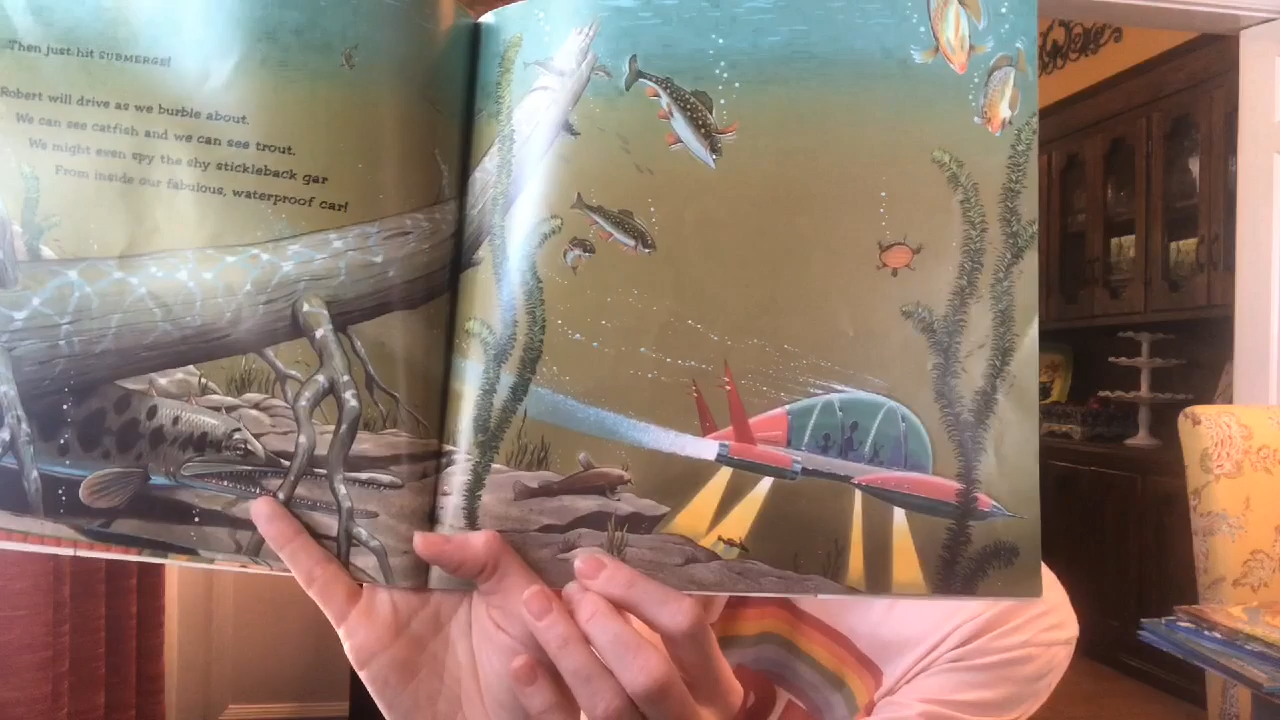 Then just hit SUBMERGE!
Robert will drive as we burble about.
We can see catfish and we can see trout.
We might even spy the shy stickleback gar
From inside our fabulous, waterproof car!